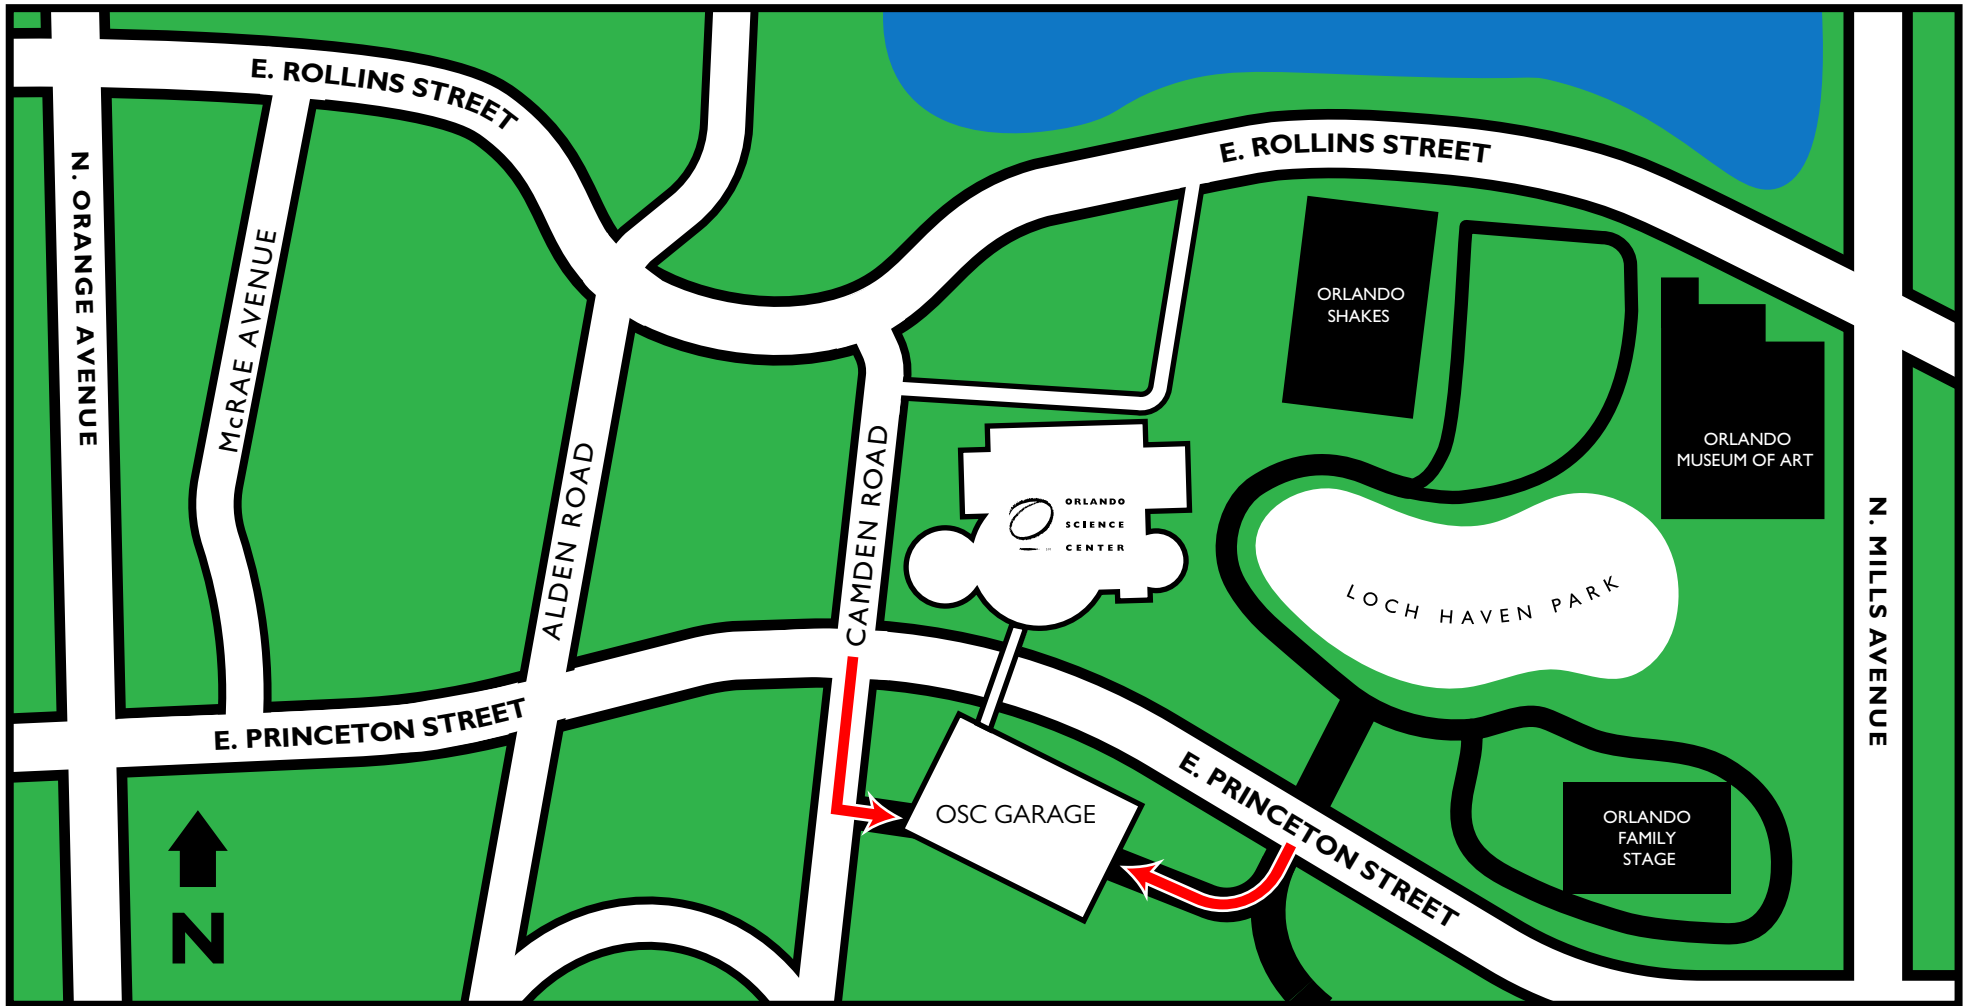 E. ROLLINS STREET
E. ROLLINS STREET
N. ORANGE AVENUE
McRAE AVENUE
ORLANDO
SHAKES
ORLANDO
MUSEUM OF ART
ALDEN ROAD
CAMDEN ROAD
ORLANDO
SCIENCE
CENTER
LOCH HAVEN PARK
N. MILLS AVENUE
E. PRINCETON STREET
E. PRINCETON STREET
OSC GARAGE
ORLANDO
FAMILY
STAGE
N